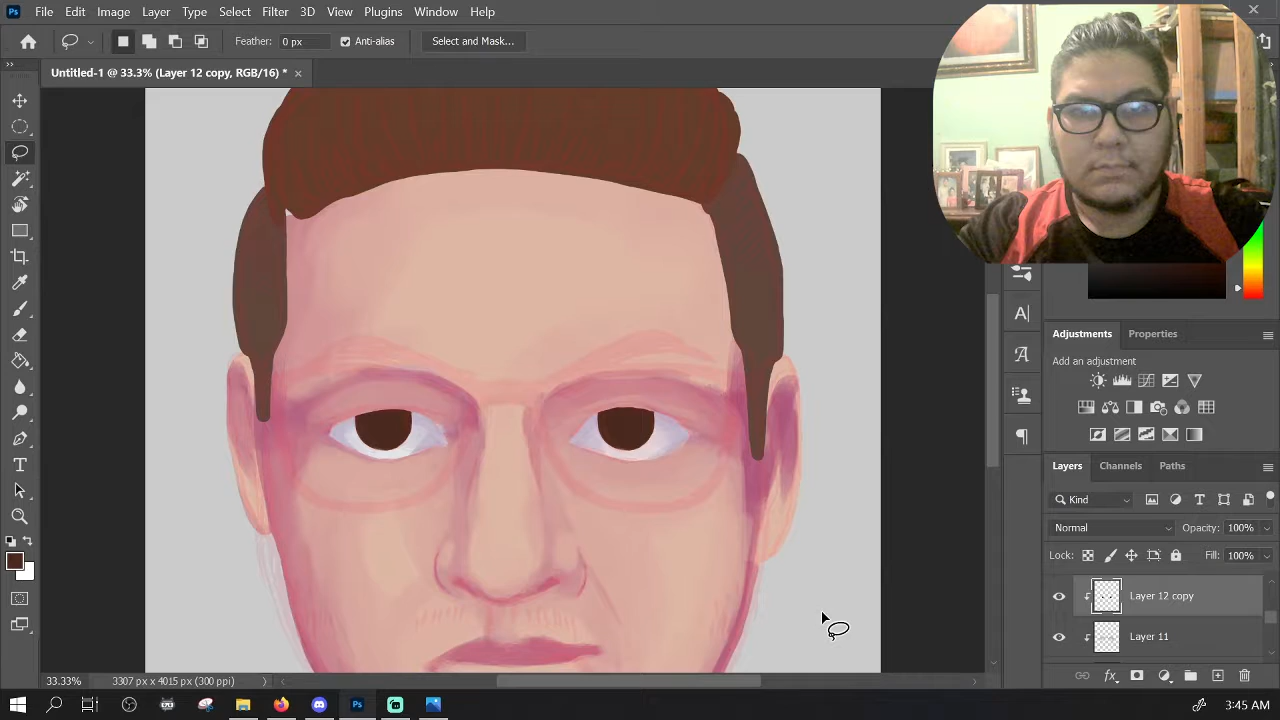 Ps File Edit Image Layer Type Select Filter 3D View Plugins Window Help
Feather: 0 px Anti-alias Select and Mask...
Untitled-1 @ 33.3% (Layer 12 copy, RGB/16) *
Adjustments Properties
Add an adjustment
Layers Channels Paths
Kind
Normal Opacity: 100%
Lock: Fill: 100%
Layer 12 copy
Layer 11
33.33% 3307 px x 4015 px (300 ppi)
Ps 3:45 AM